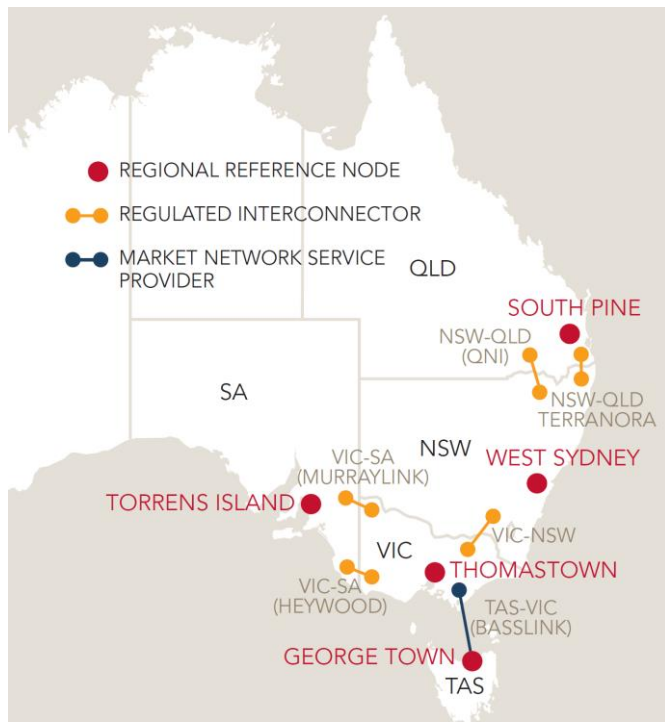 REGIONAL REFERENCE NODE
REGULATED INTERCONNECTOR
MARKET NETWORK SERVICE
PROVIDER
QLD
SOUTH PINE
NSW-QLD
(QNI)
SA
NSW-QLD
TERRANORA
NSW
VIC-SA
(MURRAYLINK)
WEST SYDNEY
TORRENS ISLAND
VIC-NSW
VIC
THOMASTOWN
VIC-SA
(HEYWOOD)
TAS-VIC
(BASSLINK)
GEORGE TOWN
TAS